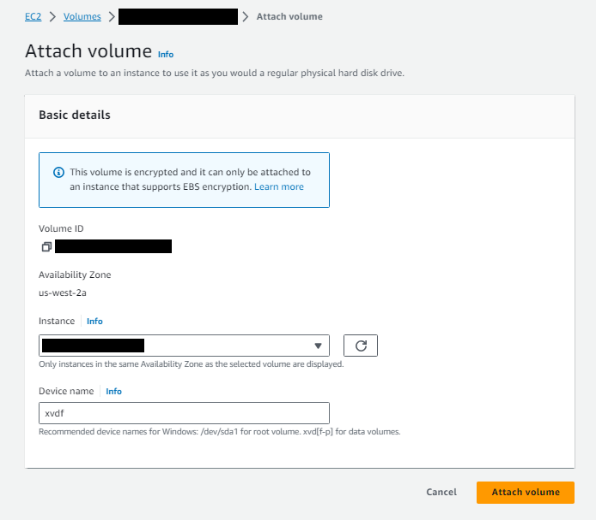 EC2 > Volumes > > Attach volume
Attach volume Info
Attach a volume to an instance to use it as you would a regular physical hard disk drive.
Basic details
This volume is encrypted and it can only be attached to
an instance that supports EBS encryption. Learn more
Volume ID
Availability Zone
us-west-2a
Instance Info
Only instances in the same Availability Zone as the selected volume are displayed.
Device name Info
xvdf
Recommended device names for Windows: /dev/sda1 for root volume. xvd[f-p] for data volumes.
Cancel Attach volume